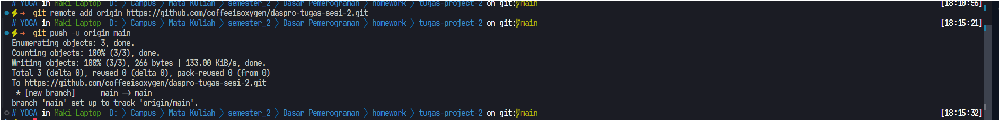 # YOGA in Maki-Laptop D: > Campus > Mata Kuliah > semester_2 > Dasar Pemerograman > homework > tugas-project-2 on git:main [18:10:56]
→ git remote add origin https://github.com/coffeeisoxygen/daspro-tugas-sesi-2.git
# YOGA in Maki-Laptop D: > Campus > Mata Kuliah > semester_2 > Dasar Pemerograman > homework > tugas-project-2 on git:main [18:15:21]
→ git push -u origin main
Enumerating objects: 3, done.
Counting objects: 100% (3/3), done.
Writing objects: 100% (3/3), 266 bytes | 133.00 KiB/s, done.
Total 3 (delta 0), reused 0 (delta 0), pack-reused 0 (from 0)
To https://github.com/coffeeisoxygen/daspro-tugas-sesi-2.git
* [new branch] main -> main
branch 'main' set up to track 'origin/main'.
# YOGA in Maki-Laptop D: > Campus > Mata Kuliah > semester_2 > Dasar Pemerograman > homework > tugas-project-2 on git:main [18:15:32]